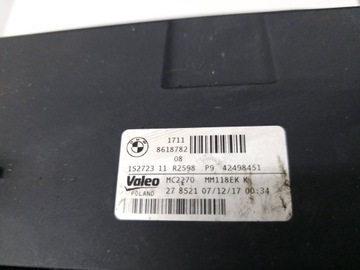 1711
8618782
08
152723 11 R2598 P9 42498451
Valeo MC2270 MM118EK K
POLAND 27 8521 07/12/17 00:34